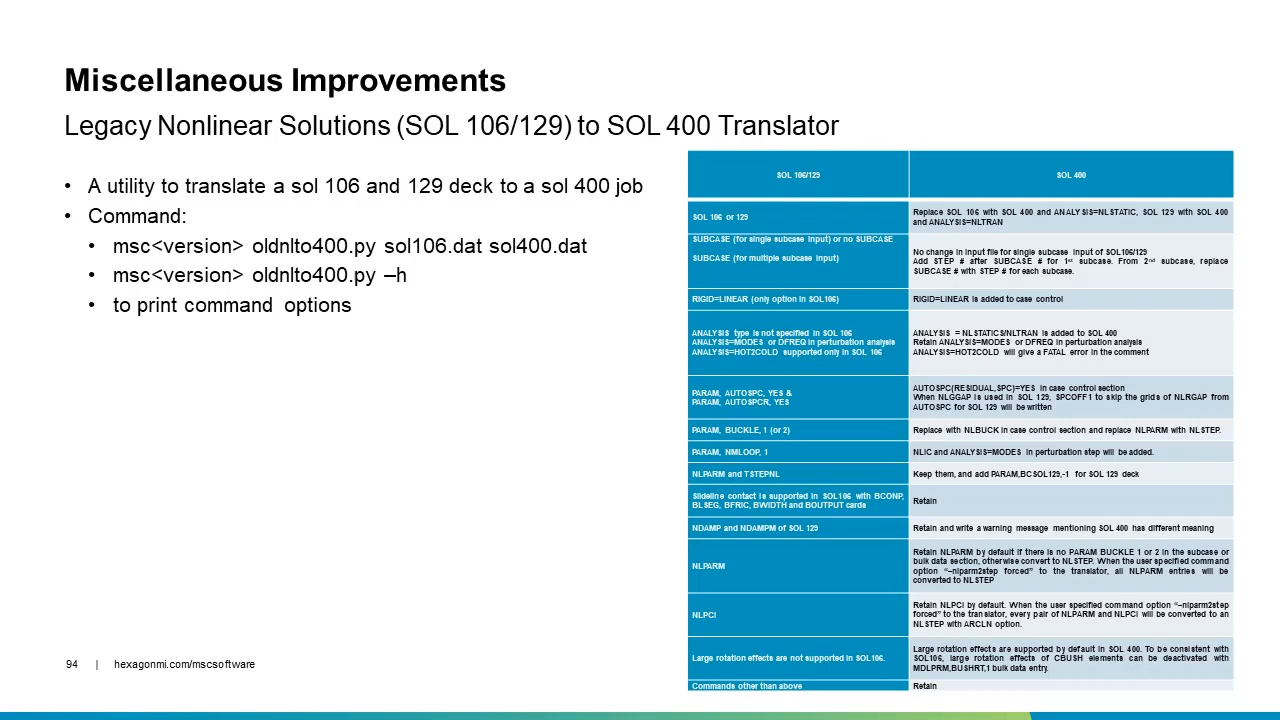 Miscellaneous Improvements
Legacy Nonlinear Solutions (SOL 106/129) to SOL 400 Translator
• A utility to translate a sol 106 and 129 deck to a sol 400 job
• Command:
• msc<version> oldnlto400.py sol106.dat sol400.dat
• msc<version> oldnlto400.py –h
• to print command options
SOL 106/129
SOL 400
SOL 106 or 129
Replace SOL 106 with SOL 400 and ANALYSIS=NLSTATIC, SOL 129 with SOL 400
and ANALYSIS=NLTRAN
SUBCASE (for single subcase input) or no SUBCASE
SUBCASE (for multiple subcase input)
No change in input file for single subcase input of SOL106/129
Add STEP # after SUBCASE # for 1st subcase. From 2nd subcase, replace
SUBCASE # with STEP # for each subcase.
RIGID=LINEAR (only option in SOL106)
RIGID=LINEAR is added to case control
ANALYSIS type is not specified in SOL 106
ANALYSIS=MODES or DFREQ in perturbation analysis
ANALYSIS=HOT2COLD supported only in SOL 106
ANALYSIS = NLSTATICS/NLTRAN is added to SOL 400
Retain ANALYSIS=MODES or DFREQ in perturbation analysis
ANALYSIS=HOT2COLD will give a FATAL error in the comment
PARAM, AUTOSPC, YES &
PARAM, AUTOSPCR, YES
AUTOSPC(RESIDUAL,SPC)=YES in case control section
When NLGGAP is used in SOL 129, SPCOFF1 to skip the grids of NLRGAP from
AUTOSPC for SOL 129 will be written
PARAM, BUCKLE, 1 (or 2)
Replace with NLBUCK in case control section and replace NLPARM with NLSTEP.
PARAM, NMLOOP, 1
NLIC and ANALYSIS=MODES in perturbation step will be added.
NLPARM and TSTEPNL
Keep them, and add PARAM,BCSOL129,-1 for SOL 129 deck
Slideline contact is supported in SOL106 with BCONP,
BLSEG, BFRIC, BWIDTH and BOUTPUT cards
Retain
NDAMP and NDAMPM of SOL 129
Retain and write a warning message mentioning SOL 400 has different meaning
NLPARM
Retain NLPARM by default if there is no PARAM BUCKLE 1 or 2 in the subcase or
bulk data section, otherwise convert to NLSTEP. When the user specified command
option “–nlparm2step forced” to the translator, all NLPARM entries will be
converted to NLSTEP
NLPCI
Retain NLPCI by default. When the user specified command option “–nlparm2step
forced” to the translator, every pair of NLPARM and NLPCI will be converted to an
NLSTEP with ARCLN option.
Large rotation effects are not supported in SOL106.
Large rotation effects are supported by default in SOL 400. To be consistent with
SOL106, large rotation effects of CBUSH elements can be deactivated with
MDLPRM,BUSHRT,1 bulk data entry.
Commands other than above
Retain
94 | hexagonmi.com/mscsoftware